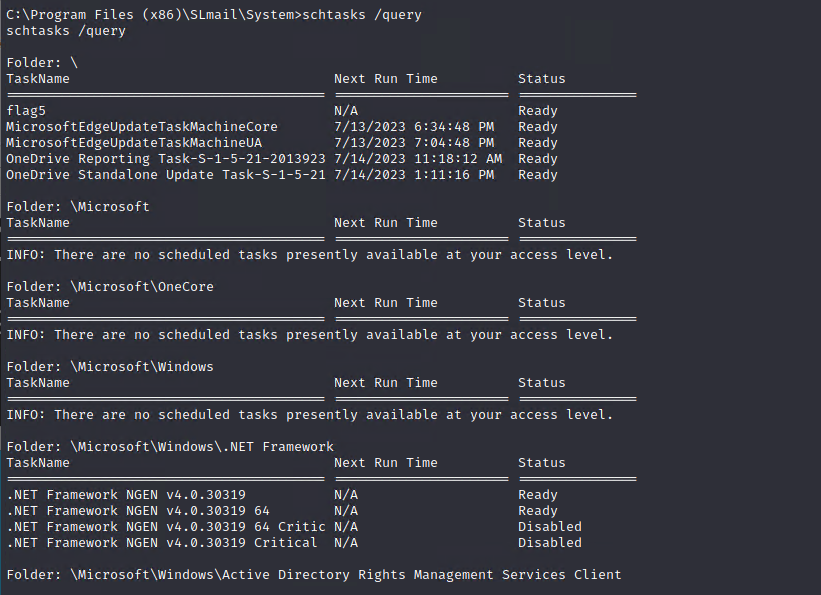 C:\Program Files (x86)\SLmail\System>schtasks /query
schtasks /query
Folder: \
TaskName Next Run Time Status
======================================== ====================== ===============
flag5 N/A Ready
MicrosoftEdgeUpdateTaskMachineCore 7/13/2023 6:34:48 PM Ready
MicrosoftEdgeUpdateTaskMachineUA 7/13/2023 7:04:48 PM Ready
OneDrive Reporting Task-S-1-5-21-2013923 7/14/2023 11:18:12 AM Ready
OneDrive Standalone Update Task-S-1-5-21 7/14/2023 1:11:16 PM Ready
Folder: \Microsoft
TaskName Next Run Time Status
======================================== ====================== ===============
INFO: There are no scheduled tasks presently available at your access level.
Folder: \Microsoft\OneCore
TaskName Next Run Time Status
======================================== ====================== ===============
INFO: There are no scheduled tasks presently available at your access level.
Folder: \Microsoft\Windows
TaskName Next Run Time Status
======================================== ====================== ===============
INFO: There are no scheduled tasks presently available at your access level.
Folder: \Microsoft\Windows\.NET Framework
TaskName Next Run Time Status
======================================== ====================== ===============
.NET Framework NGEN v4.0.30319 N/A Ready
.NET Framework NGEN v4.0.30319 64 N/A Ready
.NET Framework NGEN v4.0.30319 64 Critic N/A Disabled
.NET Framework NGEN v4.0.30319 Critical N/A Disabled
Folder: \Microsoft\Windows\Active Directory Rights Management Services Client